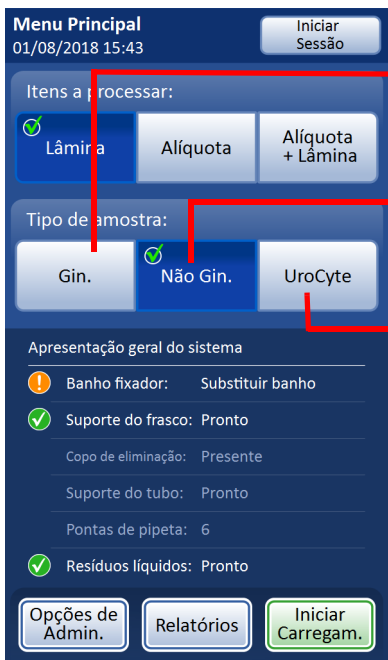 Menu Principal
01/08/2018 15:43
Iniciar
Sessão
Itens a processar:
Lâmina
Alíquota
Alíquota
+ Lâmina
Tipo de amostra:
Gin.
Não Gin.
UroCyte
Apresentação geral do sistema
Banho fixador: Substituir banho
Suporte do frasco: Pronto
Copo de eliminação: Presente
Suporte do tubo: Pronto
Pontas de pipeta: 6
Resíduos líquidos: Pronto
Opções de
Admin.
Relatórios
Iniciar
Carregam.